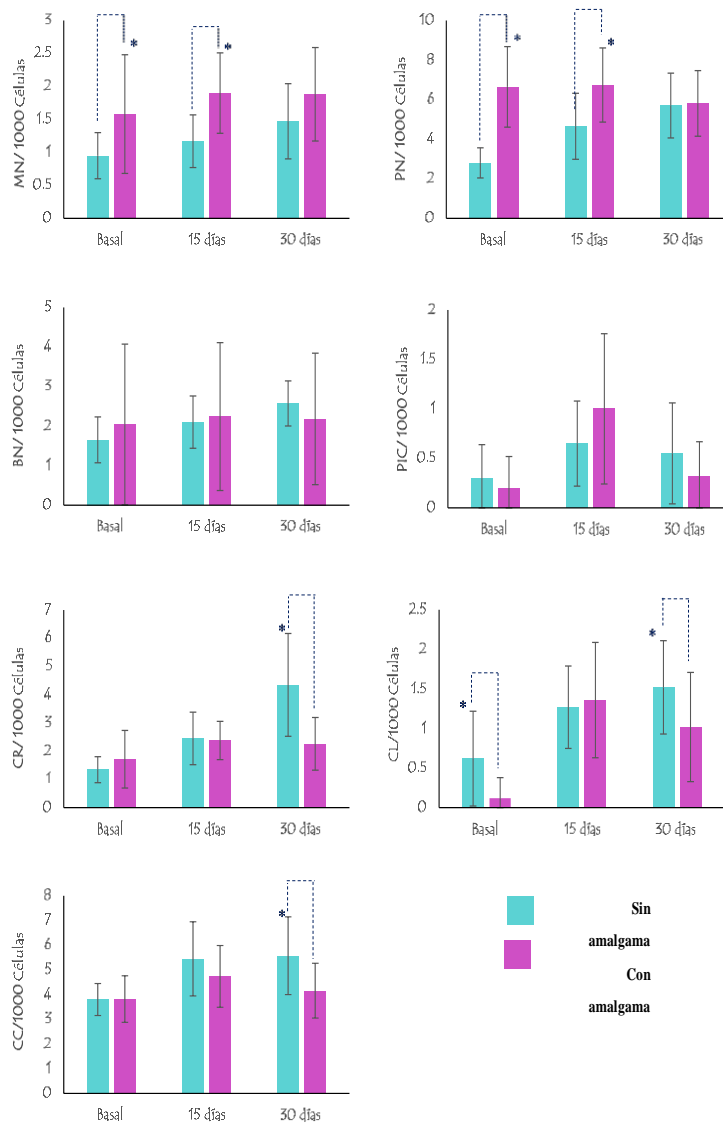 MN/ 1000 Células
3
2.5
2
1.5
1
0.5
0
*
*
Basal
15 días
30 días
PN/ 1000 Células
10
8
6
4
2
0
*
*
Basal
15 días
30 días
BN/ 1000 Células
5
4
3
2
1
0
Basal
15 días
30 días
PIC/ 1000 Células
2
1.5
1
0.5
0
Basal
15 días
30 días
CR/ 1000 Células
7
6
5
4
3
2
1
0
*
Basal
15 días
30 días
CL/1000 Células
2.5
2
1.5
1
0.5
0
*
*
Basal
15 días
30 días
CC/1000 Células
8
7
6
5
4
3
2
1
0
*
Basal
15 días
30 días
Sin
amalgama
Con
amalgama